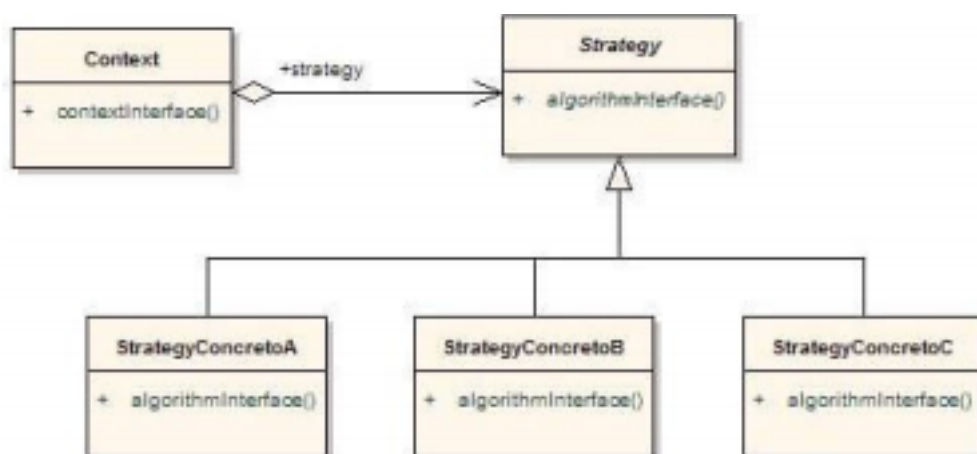 Context
+ contextInterface()
+strategy
Strategy
+ algorithmInterface()
StrategyConcretoA
+ algorithmInterface()
StrategyConcretoB
+ algorithmInterface()
StrategyConcretoC
+ algorithmInterface()